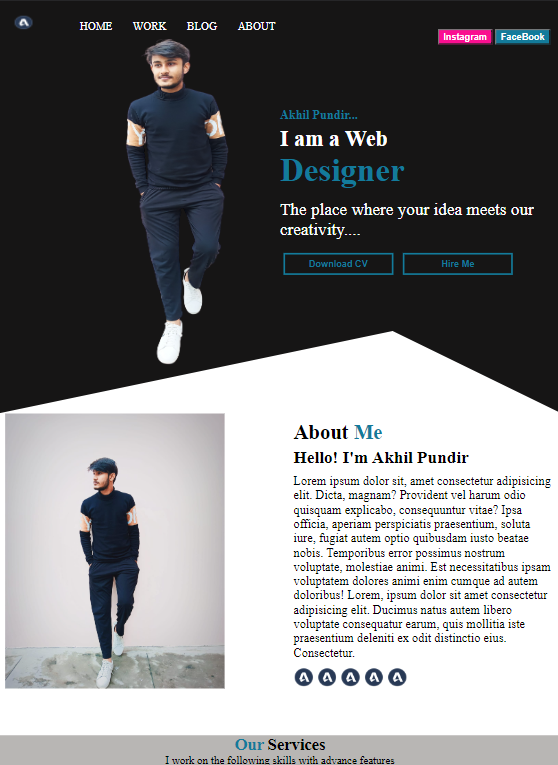 HOME WORK BLOG ABOUT
Instagram FaceBook
Akhil Pundir...
I am a Web
Designer
The place where your idea meets our
creativity....
Download CV Hire Me
About Me
Hello! I'm Akhil Pundir
Lorem ipsum dolor sit, amet consectetur adipisicing
elit. Dicta, magnam? Provident vel harum odio
quisquam explicabo, consequuntur vitae? Ipsa
officia, aperiam perspiciatis praesentium, soluta
iure, fugiat autem optio quibusdam iusto beatae
nobis. Temporibus error possimus nostrum
voluptate, molestiae animi. Est necessitatibus ipsam
voluptatem dolores animi enim cumque ad autem
doloribus! Lorem, ipsum dolor sit amet consectetur
adipisicing elit. Ducimus natus autem libero
voluptate consequatur earum, quis mollitia iste
praesentium deleniti ex odit distinctio eius.
Consectetur.
Our Services
I work on the following skills with advance features